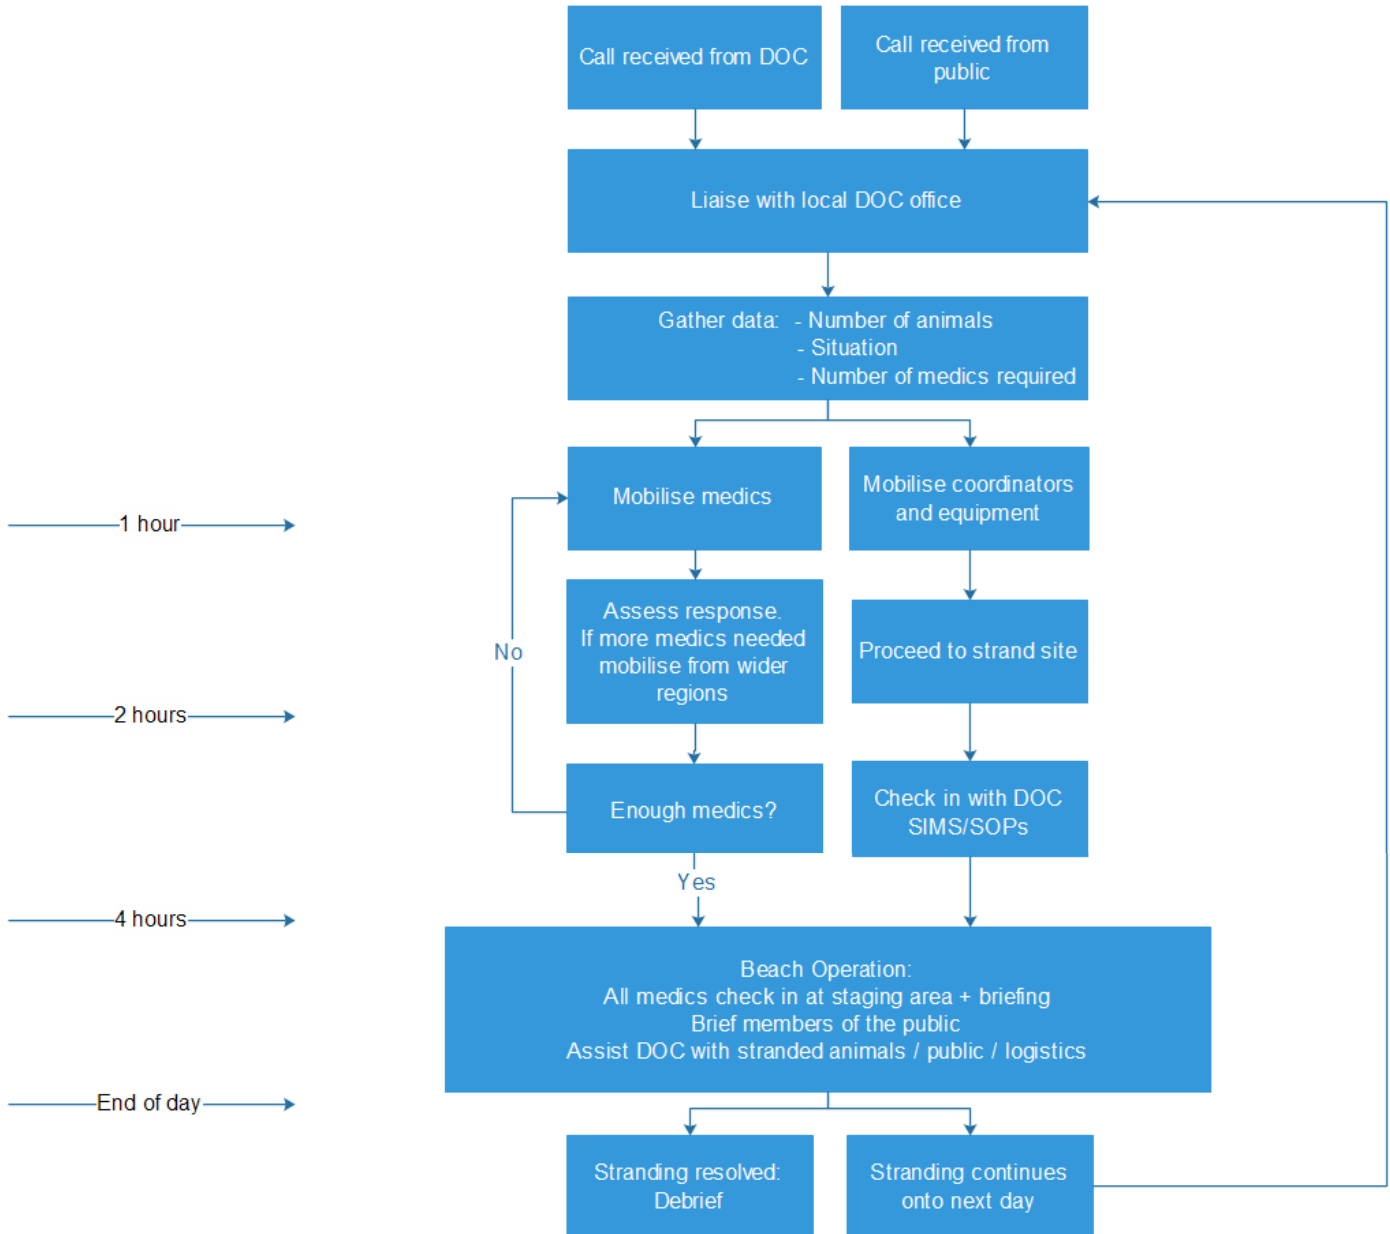 Call received from DOC
Call received from
public
Liaise with local DOC office
Gather data: - Number of animals
- Situation
- Number of medics required
Mobilise medics
Mobilise coordinators
and equipment
1 hour
Assess response.
If more medics needed
mobilise from wider
regions
Proceed to strand site
No
2 hours
Enough medics?
Check in with DOC
SIMS/SOPs
Yes
4 hours
Beach Operation:
All medics check in at staging area + briefing
Brief members of the public
Assist DOC with stranded animals / public / logistics
End of day
Stranding resolved:
Debrief
Stranding continues
onto next day